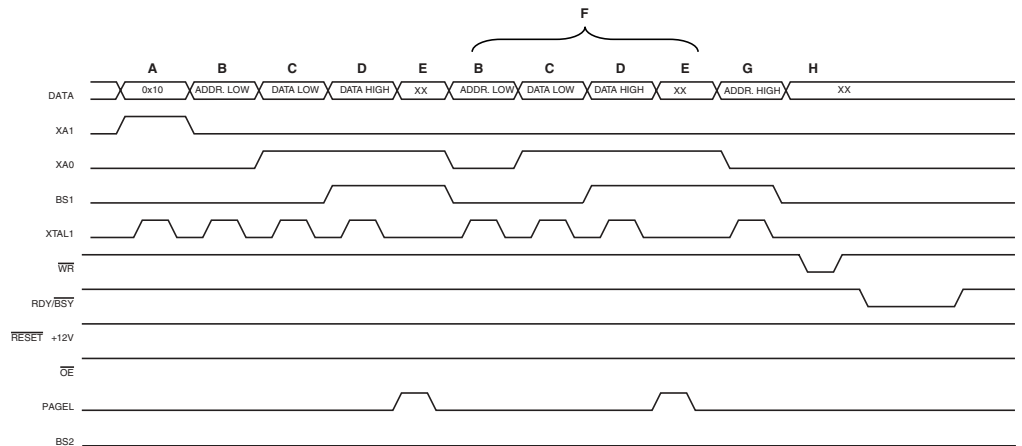 F
A B C D E B C D E G H
DATA 0x10 ADDR. LOW DATA LOW DATA HIGH XX ADDR. LOW DATA LOW DATA HIGH XX ADDR. HIGH XX
XA1
XA0
BS1
XTAL1
WR
RDY/BSY
RESET +12V
OE
PAGEL
BS2